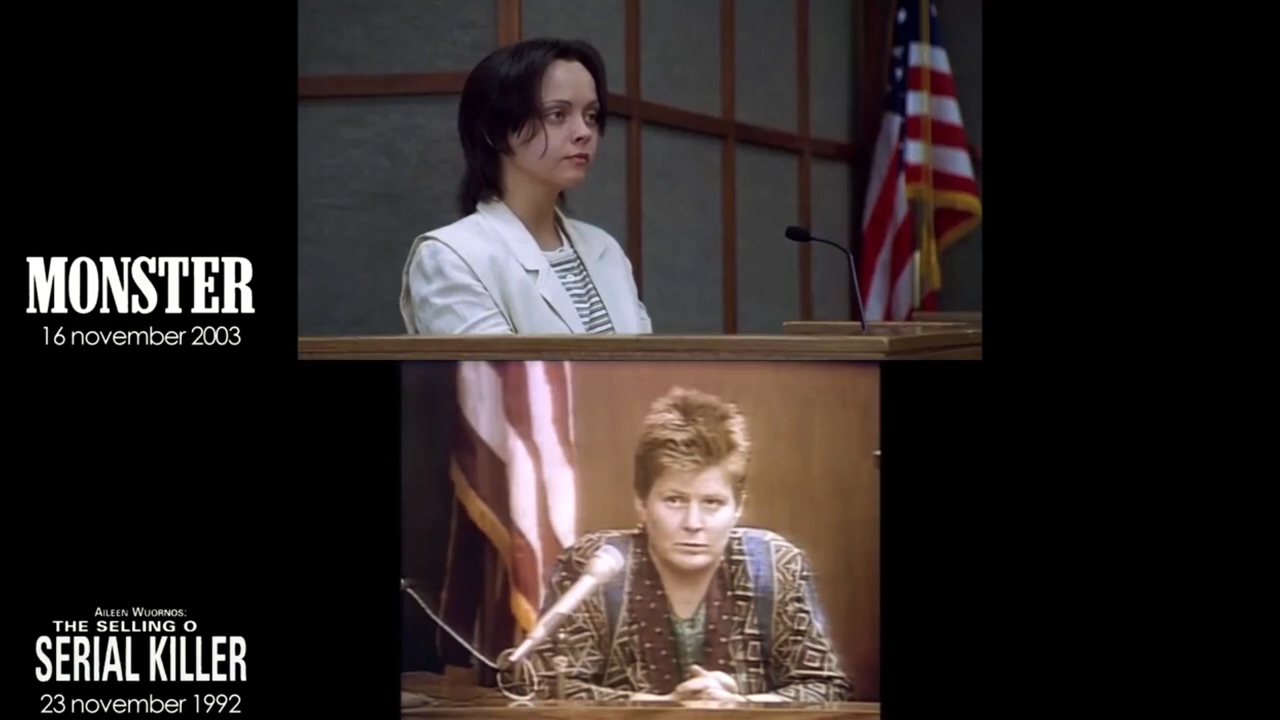 MONSTER
16 november 2003
AILEEN WUORNOS:
THE SELLING O
SERIAL KILLER
23 november 1992